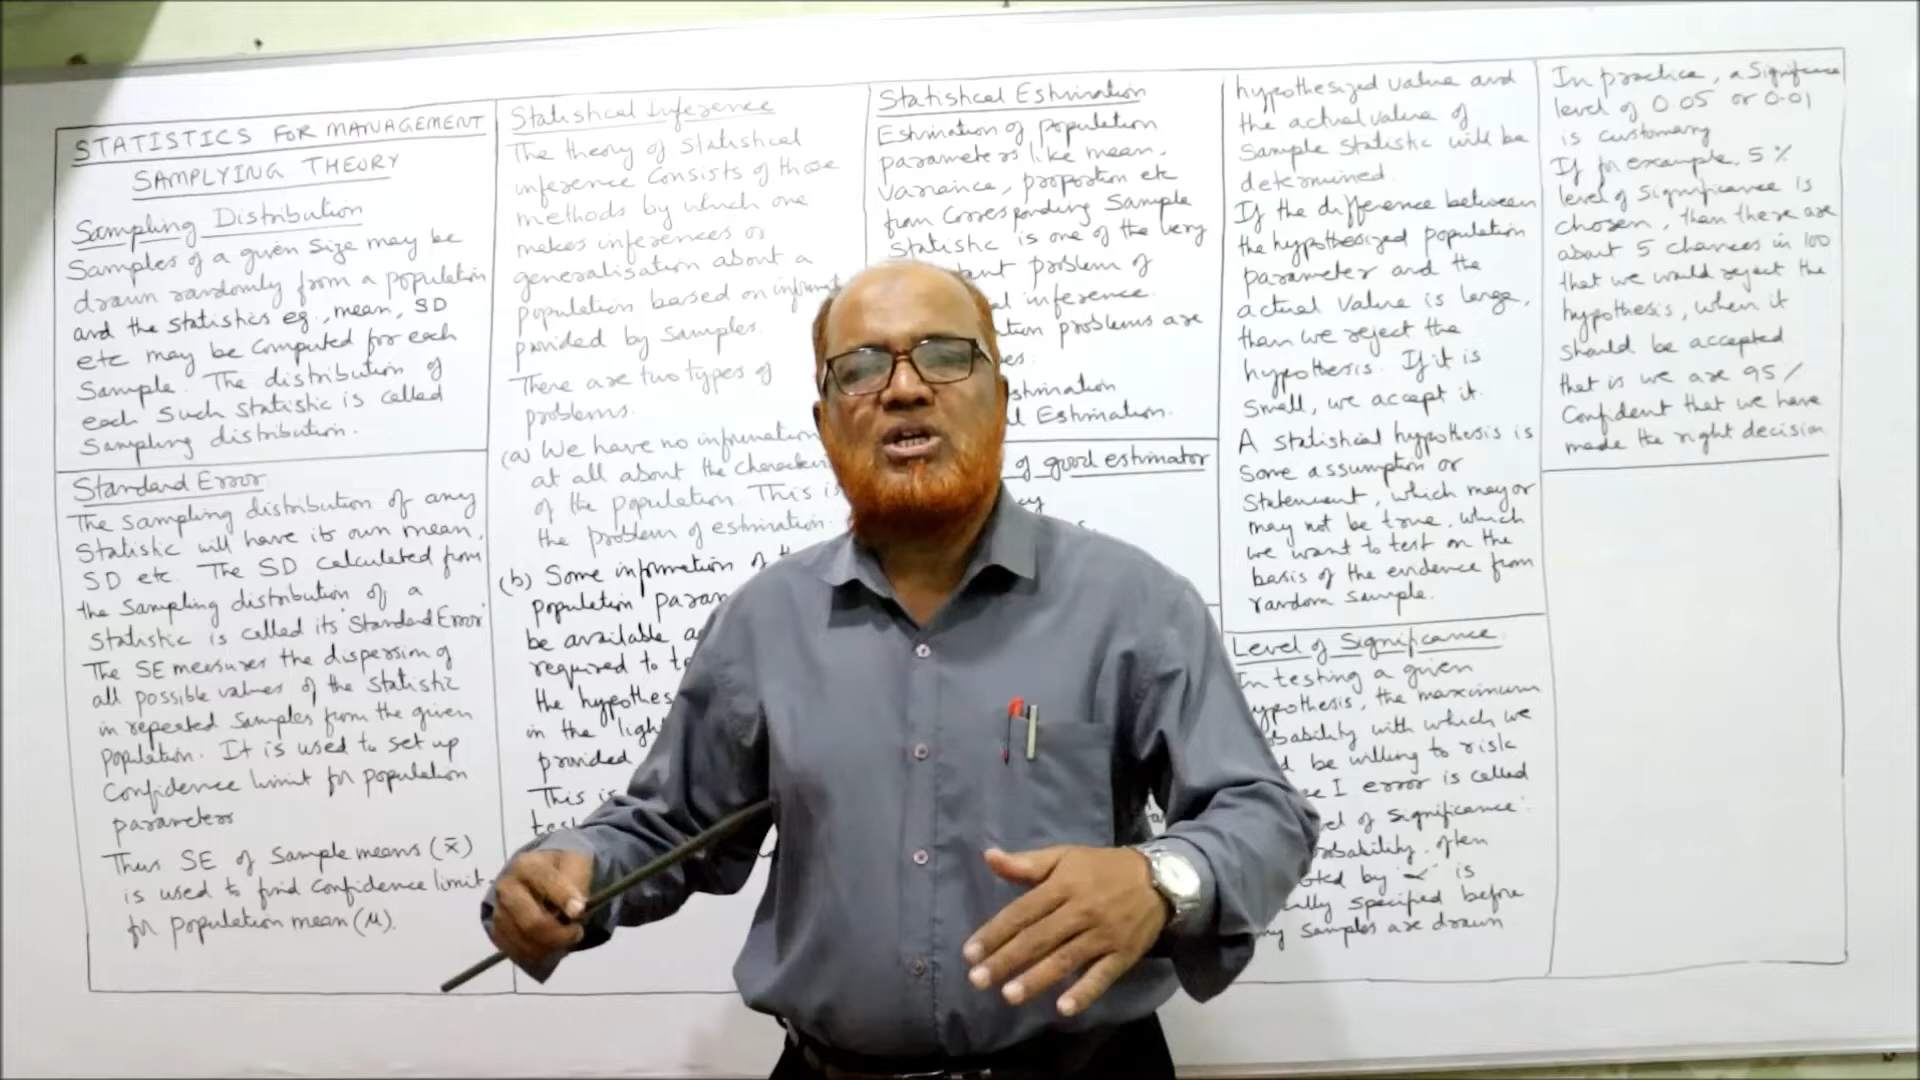 STATISTICS FOR MANAGEMENT
SAMPLYING THEORY
Sampling Distribution
Samples of a given size may be
drawn randomly from a population
and the statistics eg., mean, SD
etc may be computed for each
Sample. The distribution of
each such statistic is called
Sampling distribution.
Standard Error
The sampling distribution of any
statistic will have its own mean,
SD etc. The SD calculated from
the sampling distribution of a
statistic is called its 'Standard Error'
The SE measures the dispersion of
all possible values of the statistic
in repeated samples from the given
population. It is used to set up
Confidence limit for population
parameters
Thus SE of sample means (x̄)
is used to find confidence limit
for population mean (μ).
Statistical Inference
The theory of statistical
inference consists of those
methods by which one
makes inferences or
generalisation about a
population based on informat
provided by samples.
There are two types of
problems.
(a) We have no information
at all about the
of the population. This is
the problem of estimation.
(b) Some information of
population
be available
required to
the
in the
provided
This is
Statistical Estimation
Estimation of population
parameters like mean,
variance, proportion etc
from corresponding sample
statistic is one of the very
problem of
inference.
problems are
Estimation.
of good estimator
hypothesized value and
the actual value of
sample statistic will be
determined.
If the difference between
the hypothesized population
parameter and the
actual value is large,
than we reject the
hypothesis. If it is
small, we accept it.
A statistical hypothesis is
some assumption or
statement, which may or
may not be true, which
we want to test on the
basis of the evidence from
random sample.
Level of Significance
In testing a given
hypothesis, the maximum
with which we
be willing to risk
I error is called
of significance.
often
by 'α' is
specified before
samples are drawn
In practice, a significance
level of 0.05 or 0.01
is customary
If for example, 5%
level of significance is
chosen, then there are
about 5 chances in 100
that we would reject the
hypothesis, when it
should be accepted
that is we are 95%
Confident that we have
made the right decision